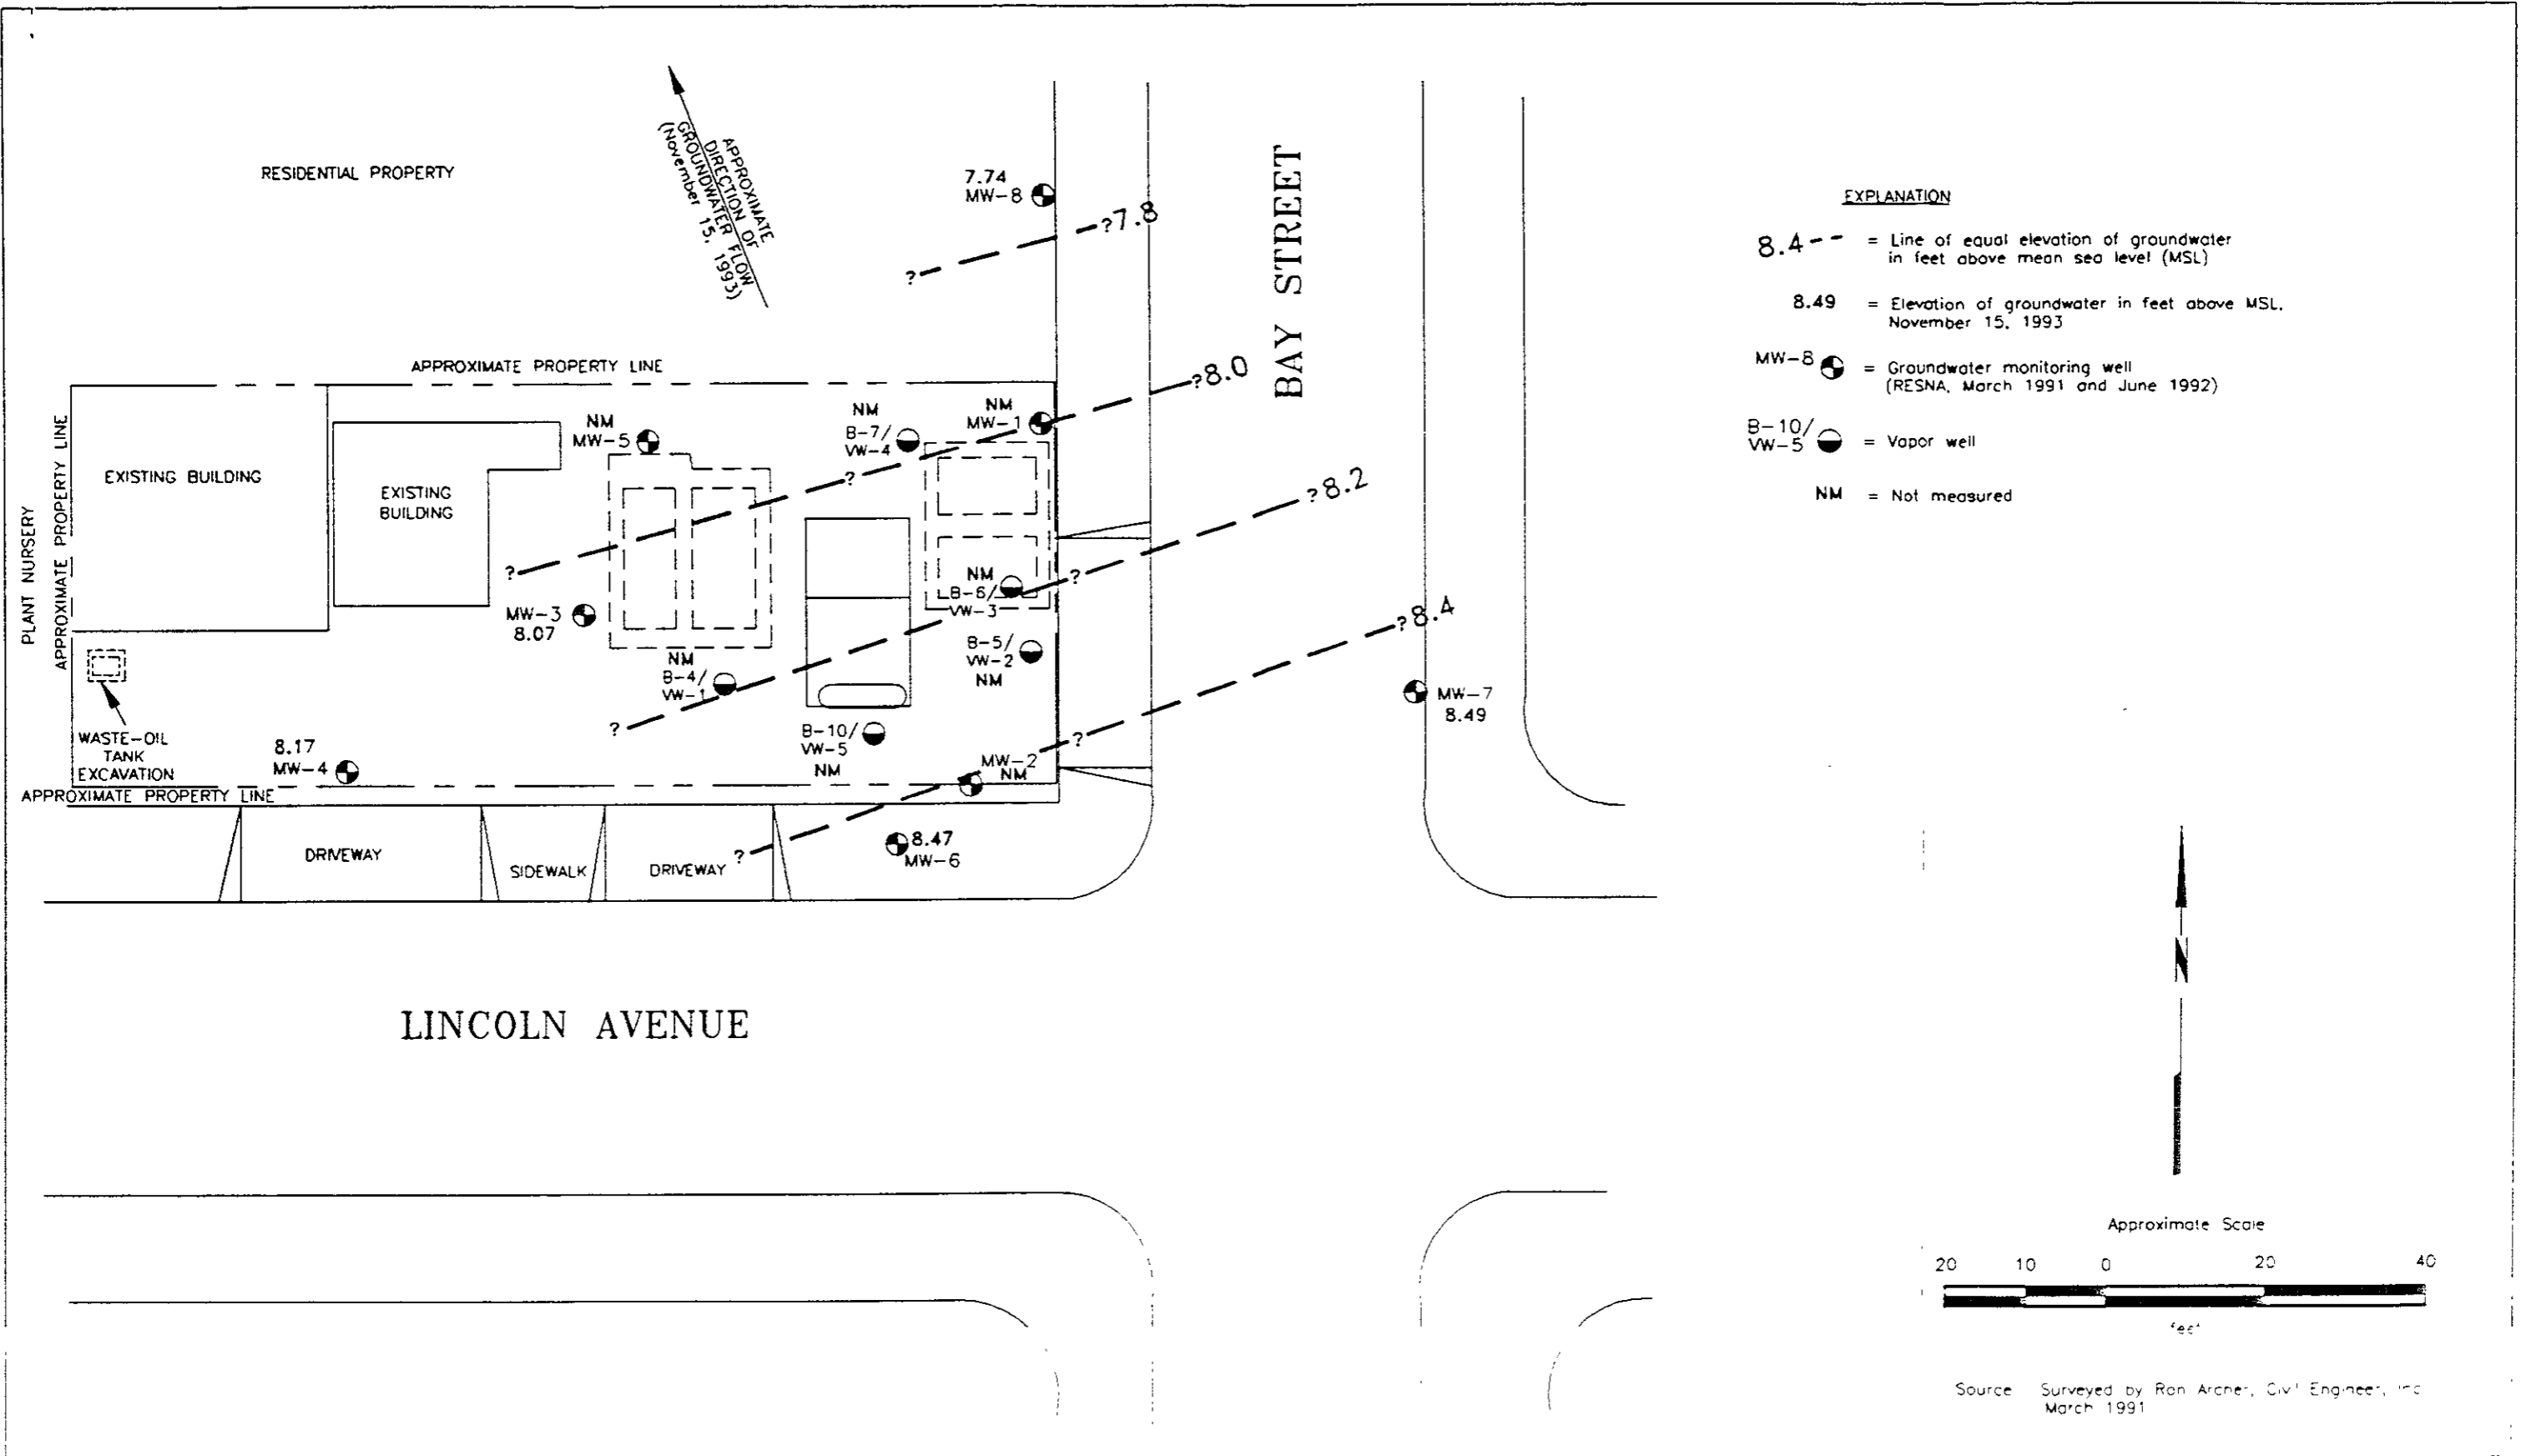 RESIDENTIAL PROPERTY
APPROXIMATE
DIRECTION OF
GROUNDWATER FLOW
(November 15, 1993)
7.74
MW-8
?7.8
?
BAY STREET
?8.0
?8.2
?8.4
APPROXIMATE PROPERTY LINE
PLANT NURSERY
APPROXIMATE PROPERTY LINE
EXISTING BUILDING
EXISTING
BUILDING
NM
MW-5
NM
B-7/
VW-4
NM
MW-1
?
?
MW-3
8.07
NM
B-6/
VW-3
?
B-5/
VW-2
NM
NM
B-4/
VW-1
?
B-10/
VW-5
NM
MW-2
NM
?
MW-7
8.49
WASTE-OIL
TANK
EXCAVATION
8.17
MW-4
APPROXIMATE PROPERTY LINE
DRIVEWAY
SIDEWALK
DRIVEWAY
?
8.47
MW-6
LINCOLN AVENUE
EXPLANATION
8.4 -- = Line of equal elevation of groundwater
in feet above mean sea level (MSL)
8.49 = Elevation of groundwater in feet above MSL,
November 15, 1993
MW-8 = Groundwater monitoring well
(RESNA, March 1991 and June 1992)
B-10/
VW-5 = Vapor well
NM = Not measured
N
Approximate Scale
20 10 0 20 40
feet
Source Surveyed by Ron Archer, Civil Engineer, Inc
March 1991